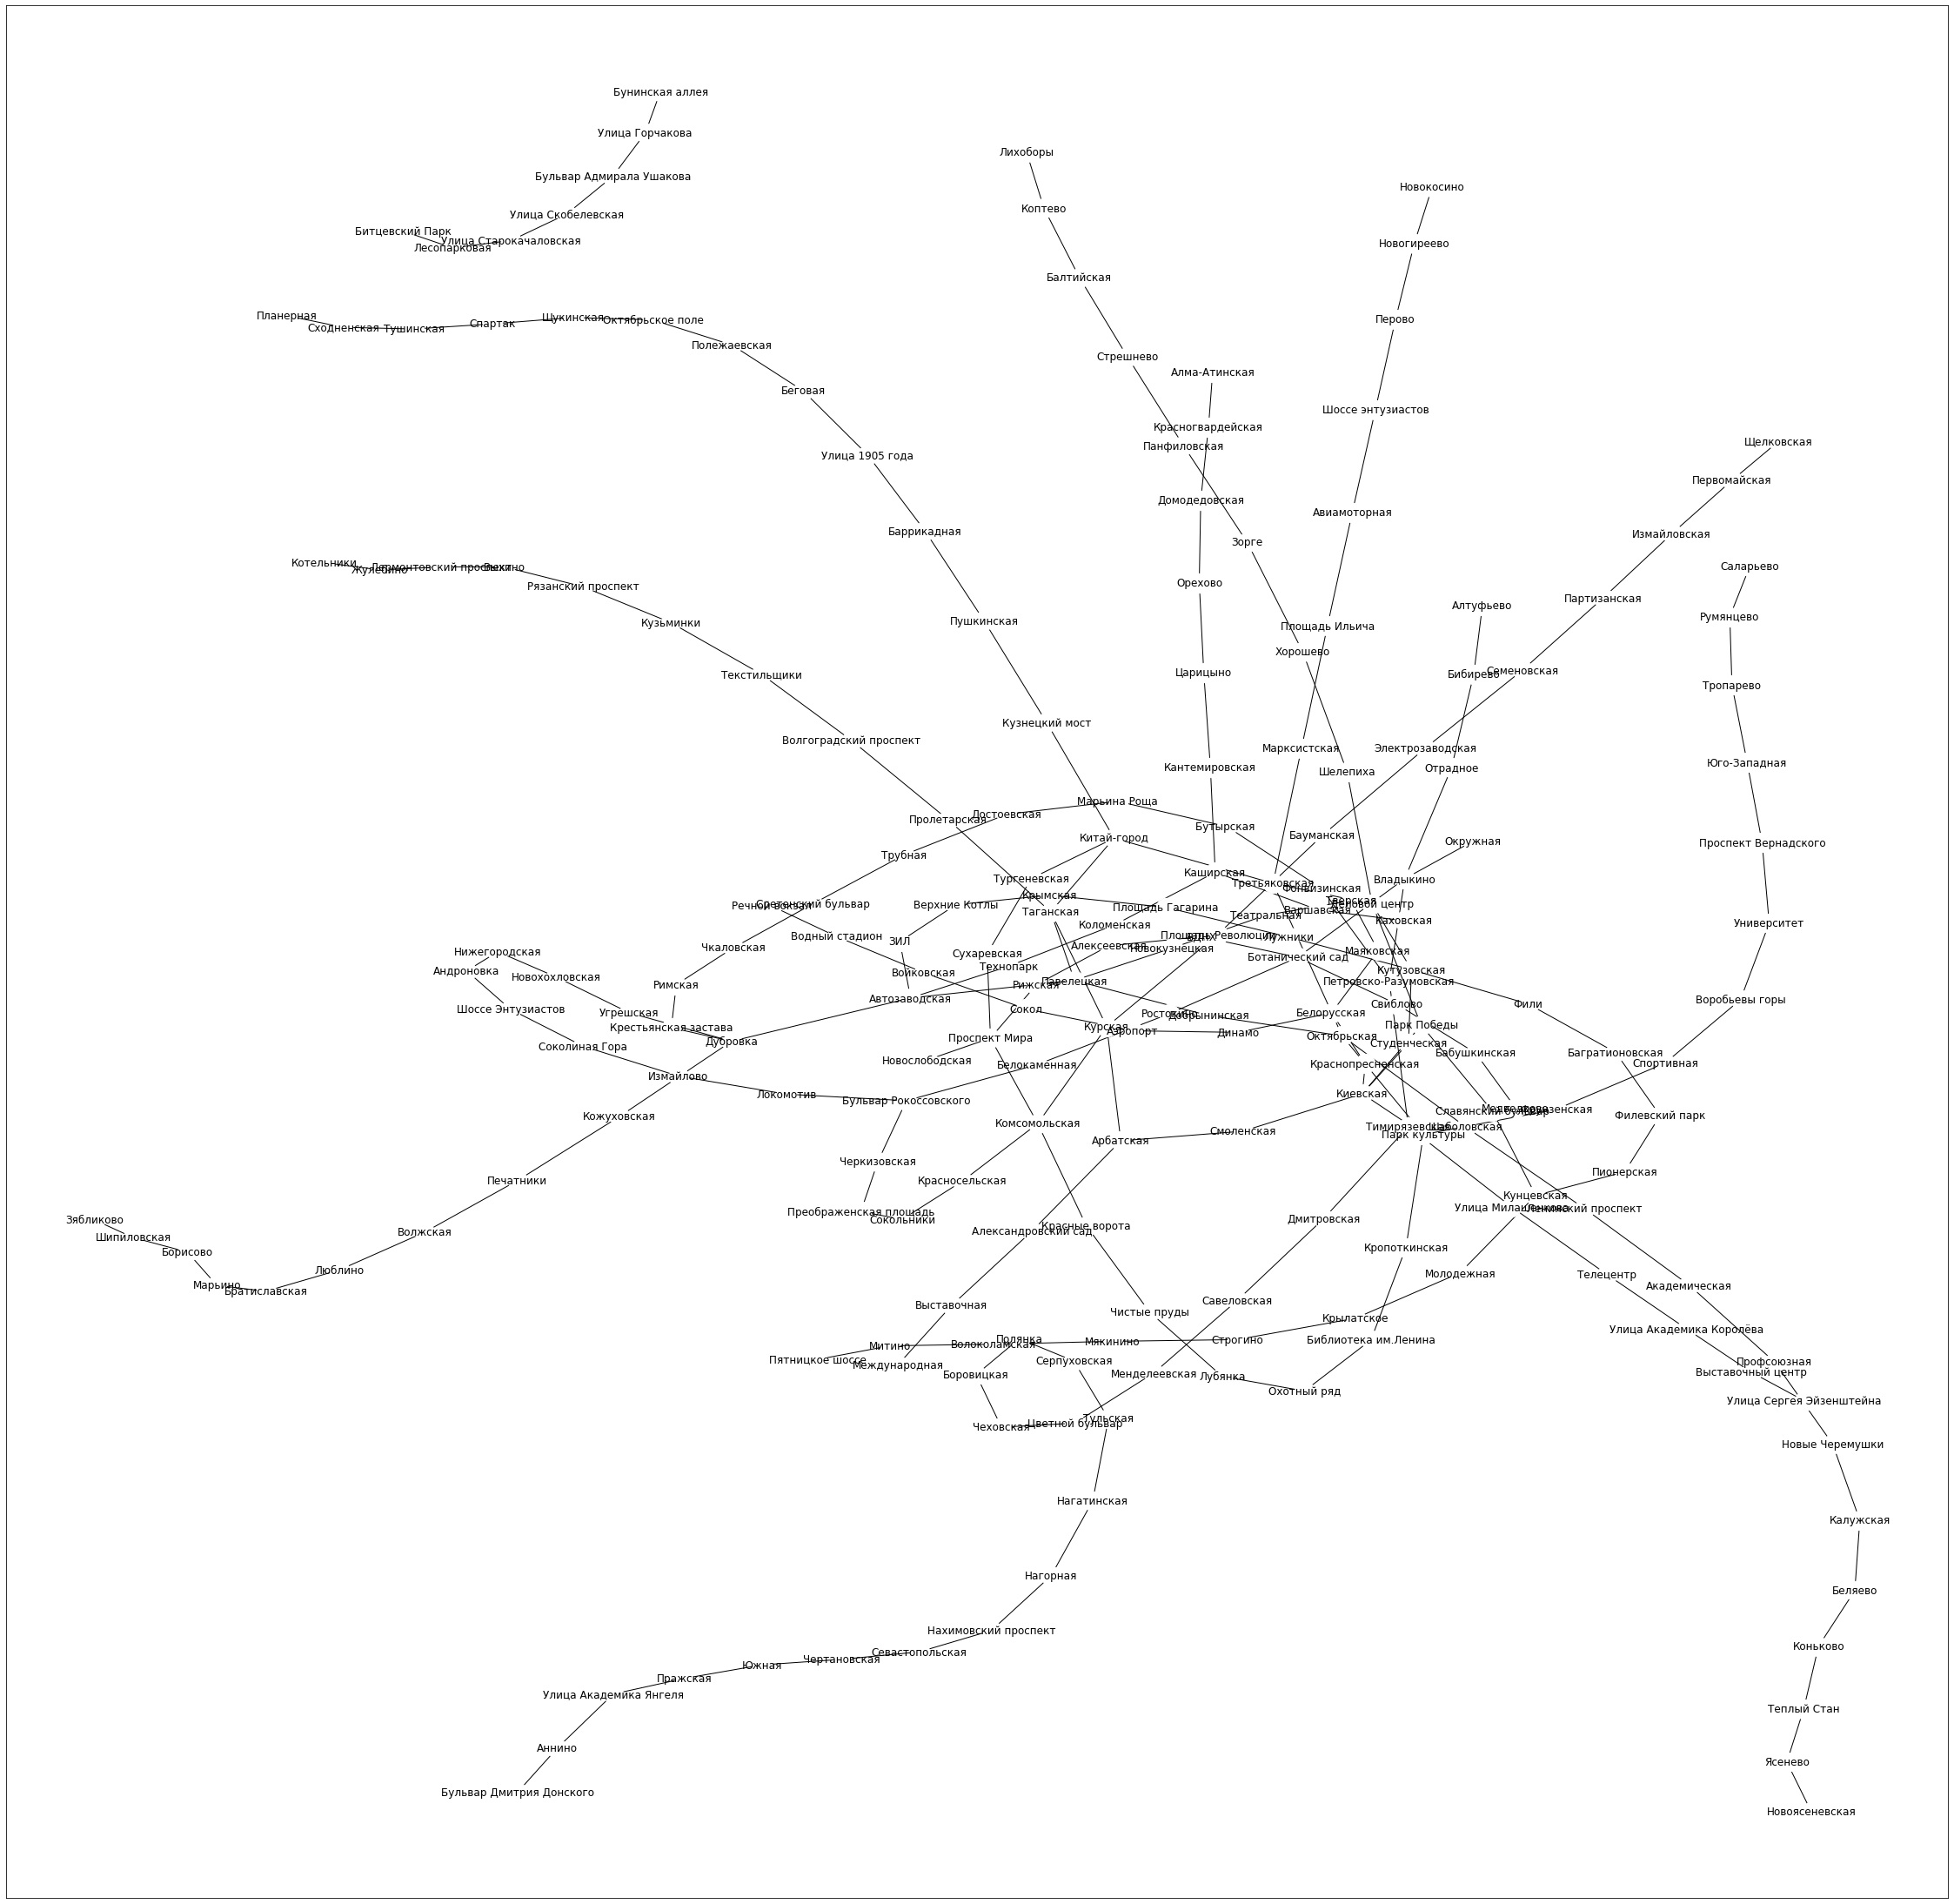 Бунинская аллея
Улица Горчакова
Лихоборы
Бульвар Адмирала Ушакова
Новокосино
Коптево
Улица Скобелевская
Битцевский Парк
Улица Старокачаловская
Новогиреево
Лесопарковая
Балтийская
Планерная
Щукинская
Октябрьское поле
Перово
Спартак
Сходненская
Тушинская
Полежаевская
Стрешнево
Алма-Атинская
Беговая
Шоссе энтузиастов
Красногвардейская
Щелковская
Панфиловская
Улица 1905 года
Первомайская
Домодедовская
Авиамоторная
Баррикадная
Измайловская
Зорге
Котельники
Жулебино
Лермонтовский проспект
Выхино
Саларьево
Рязанский проспект
Орехово
Партизанская
Алтуфьево
Румянцево
Кузьминки
Пушкинская
Площадь Ильича
Хорошево
Текстильщики
Царицыно
Бибирево
Семеновская
Тропарево
Кузнецкий мост
Волгоградский проспект
Марксистская
Электрозаводская
Юго-Западная
Кантемировская
Шелепиха
Отрадное
Марьина Роща
Достоевская
Пролетарская
Бутырская
Китай-город
Бауманская
Окружная
Проспект Вернадского
Трубная
Каширская
Тургеневская
Третьяковская
Фонвизинская
Владыкино
Крымская
Тверская
Речной вокзал
Сретенский бульвар
Верхние Котлы
Таганская
Площадь Гагарина
Варшавская
Деловой центр
Театральная
Каховская
Коломенская
Университет
Водный стадион
ЗИЛ
Чкаловская
Алексеевская
ВДНХ
Площадь Революции
Лужники
Новокузнецкая
Нижегородская
Сухаревская
Маяковская
Ботанический сад
Андроновка
Новохохловская
Войковская
Технопарк
Кутузовская
Римская
Рижская
Павелецкая
Петровско-Разумовская
Автозаводская
Воробьевы горы
Шоссе Энтузиастов
Угрешская
Сокол
Ростокино
Добрынинская
Белорусская
Свиблово
Фили
Крестьянская застава
Курская
Аэропорт
Динамо
Парк Победы
Дубровка
Проспект Мира
Октябрьская
Студенческая
Соколиная Гора
Новослободская
Белокаменная
Краснопресненская
Бабушкинская
Багратионовская
Спортивная
Измайлово
Локомотив
Бульвар Рокоссовского
Киевская
Кожуховская
Комсомольская
Славянский бульвар
Медведково
Фрунзенская
Филевский парк
Смоленская
Арбатская
Тимирязевская
Шаболовская
Парк культуры
Черкизовская
Пионерская
Печатники
Красносельская
Кунцевская
Преображенская площадь
Сокольники
Улица Милашенкова
Ленинский проспект
Зябликово
Шипиловская
Волжская
Александровский сад
Красные ворота
Дмитровская
Борисово
Кропоткинская
Люблино
Молодежная
Телецентр
Марьино
Братиславская
Академическая
Выставочная
Чистые пруды
Савеловская
Крылатское
Улица Академика Королёва
Пятницкое шоссе
Митино
Волоколамская
Полянка
Мякинино
Строгино
Библиотека им.Ленина
Международная
Серпуховская
Боровицкая
Менделеевская
Лубянка
Охотный ряд
Профсоюзная
Выставочный центр
Улица Сергея Эйзенштейна
Чеховская
Цветной бульвар
Тульская
Новые Черемушки
Нагатинская
Калужская
Нагорная
Беляево
Нахимовский проспект
Севастопольская
Чертановская
Южная
Коньково
Пражская
Улица Академика Янгеля
Теплый Стан
Аннино
Ясенево
Бульвар Дмитрия Донского
Новоясеневская